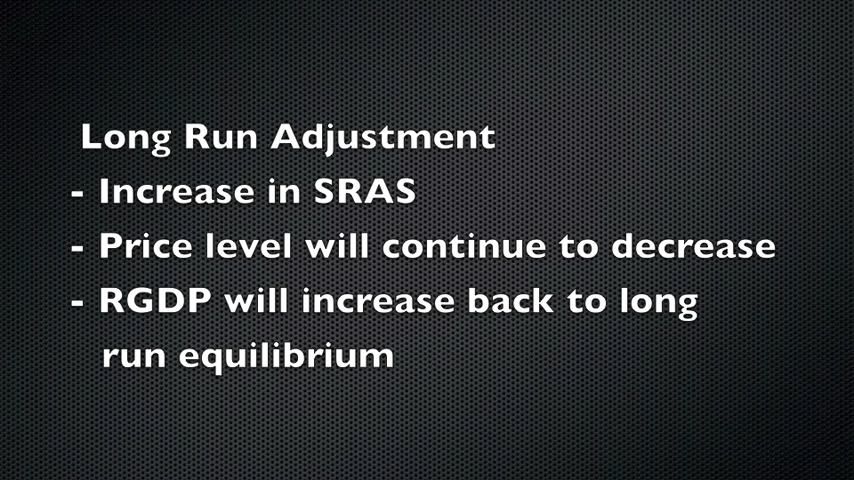 Long Run Adjustment
- Increase in SRAS
- Price level will continue to decrease
- RGDP will increase back to long
run equilibrium